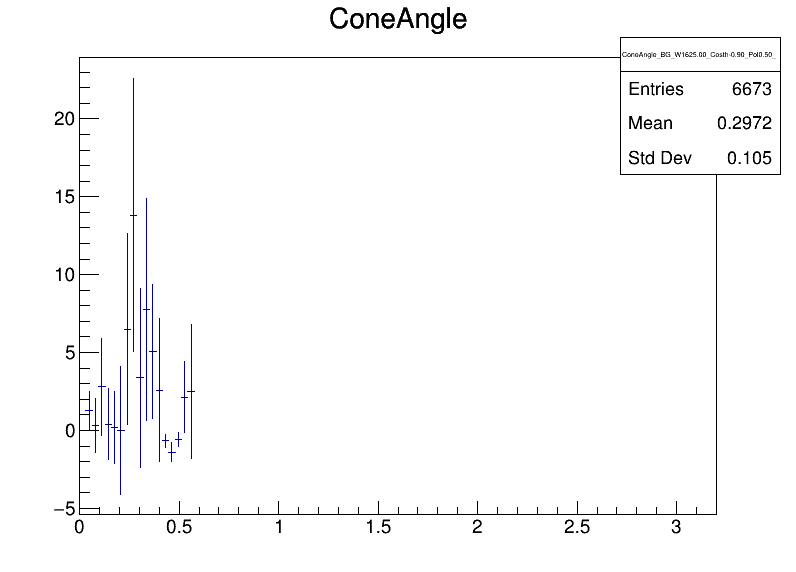 ConeAngle
ConeAngle_BG_W1625.00_Costh-0.90_Pol0.50_
Entries 6673
Mean 0.2972
Std Dev 0.105
20
15
10
5
0
−5
0 0.5 1 1.5 2 2.5 3